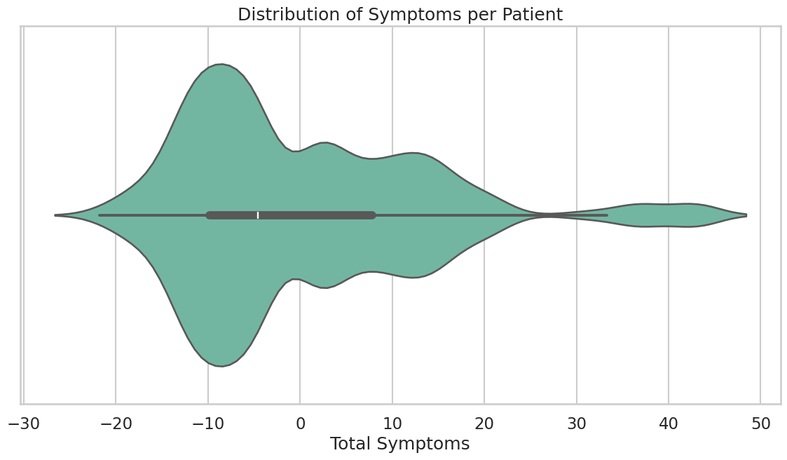 Distribution of Symptoms per Patient
−30 −20 −10 0 10 20 30 40 50
Total Symptoms